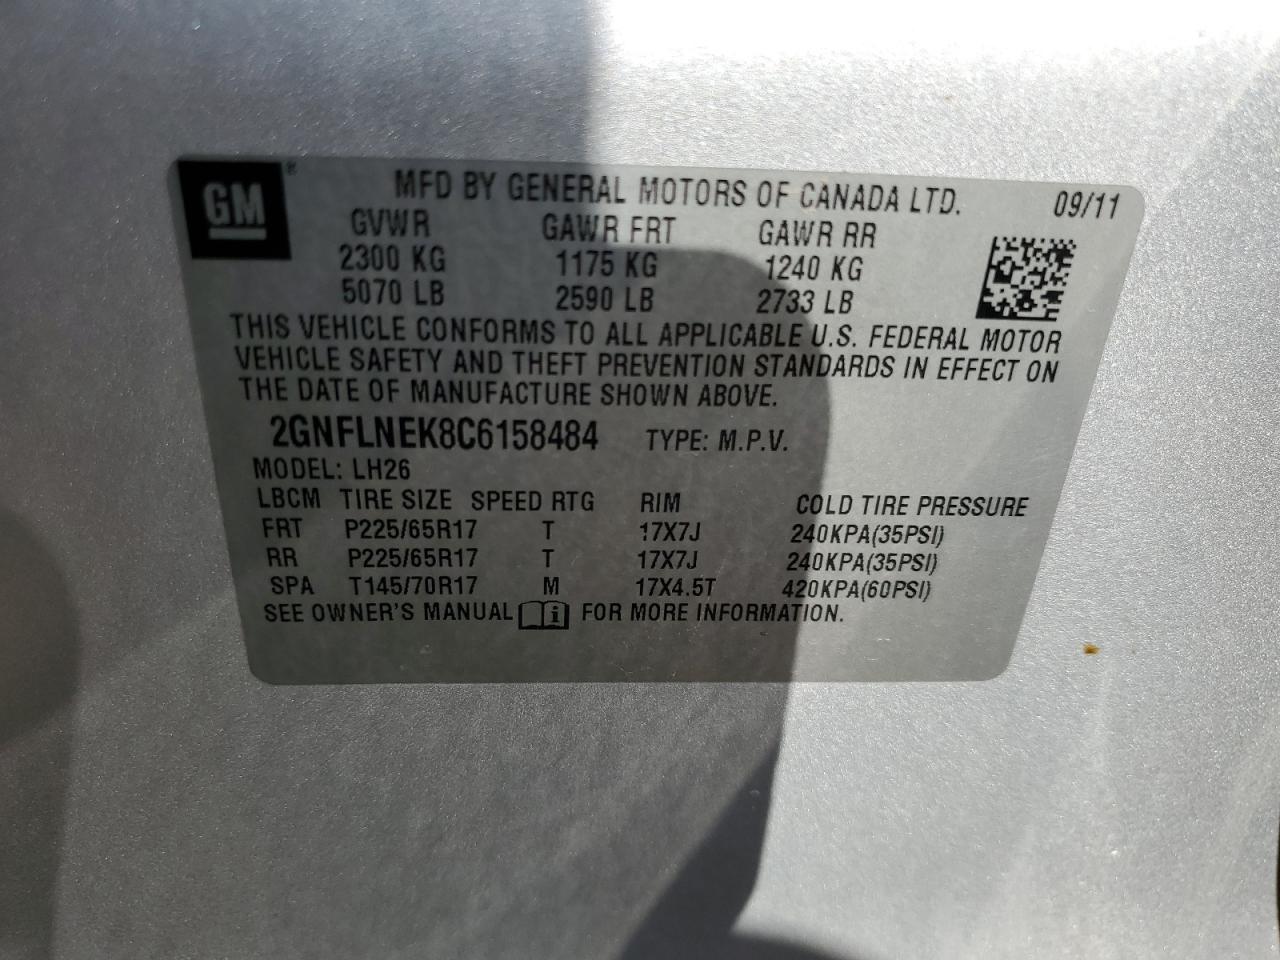 GM® MFD BY GENERAL MOTORS OF CANADA LTD. 09/11
GVWR GAWR FRT GAWR RR
2300 KG 1175 KG 1240 KG
5070 LB 2590 LB 2733 LB
THIS VEHICLE CONFORMS TO ALL APPLICABLE U.S. FEDERAL MOTOR
VEHICLE SAFETY AND THEFT PREVENTION STANDARDS IN EFFECT ON
THE DATE OF MANUFACTURE SHOWN ABOVE.
2GNFLNEK8C6158484 TYPE: M.P.V.
MODEL: LH26
LBCM TIRE SIZE SPEED RTG RIM COLD TIRE PRESSURE
FRT P225/65R17 T 17X7J 240KPA(35PSI)
RR P225/65R17 T 17X7J 240KPA(35PSI)
SPA T145/70R17 M 17X4.5T 420KPA(60PSI)
SEE OWNER'S MANUAL i FOR MORE INFORMATION.